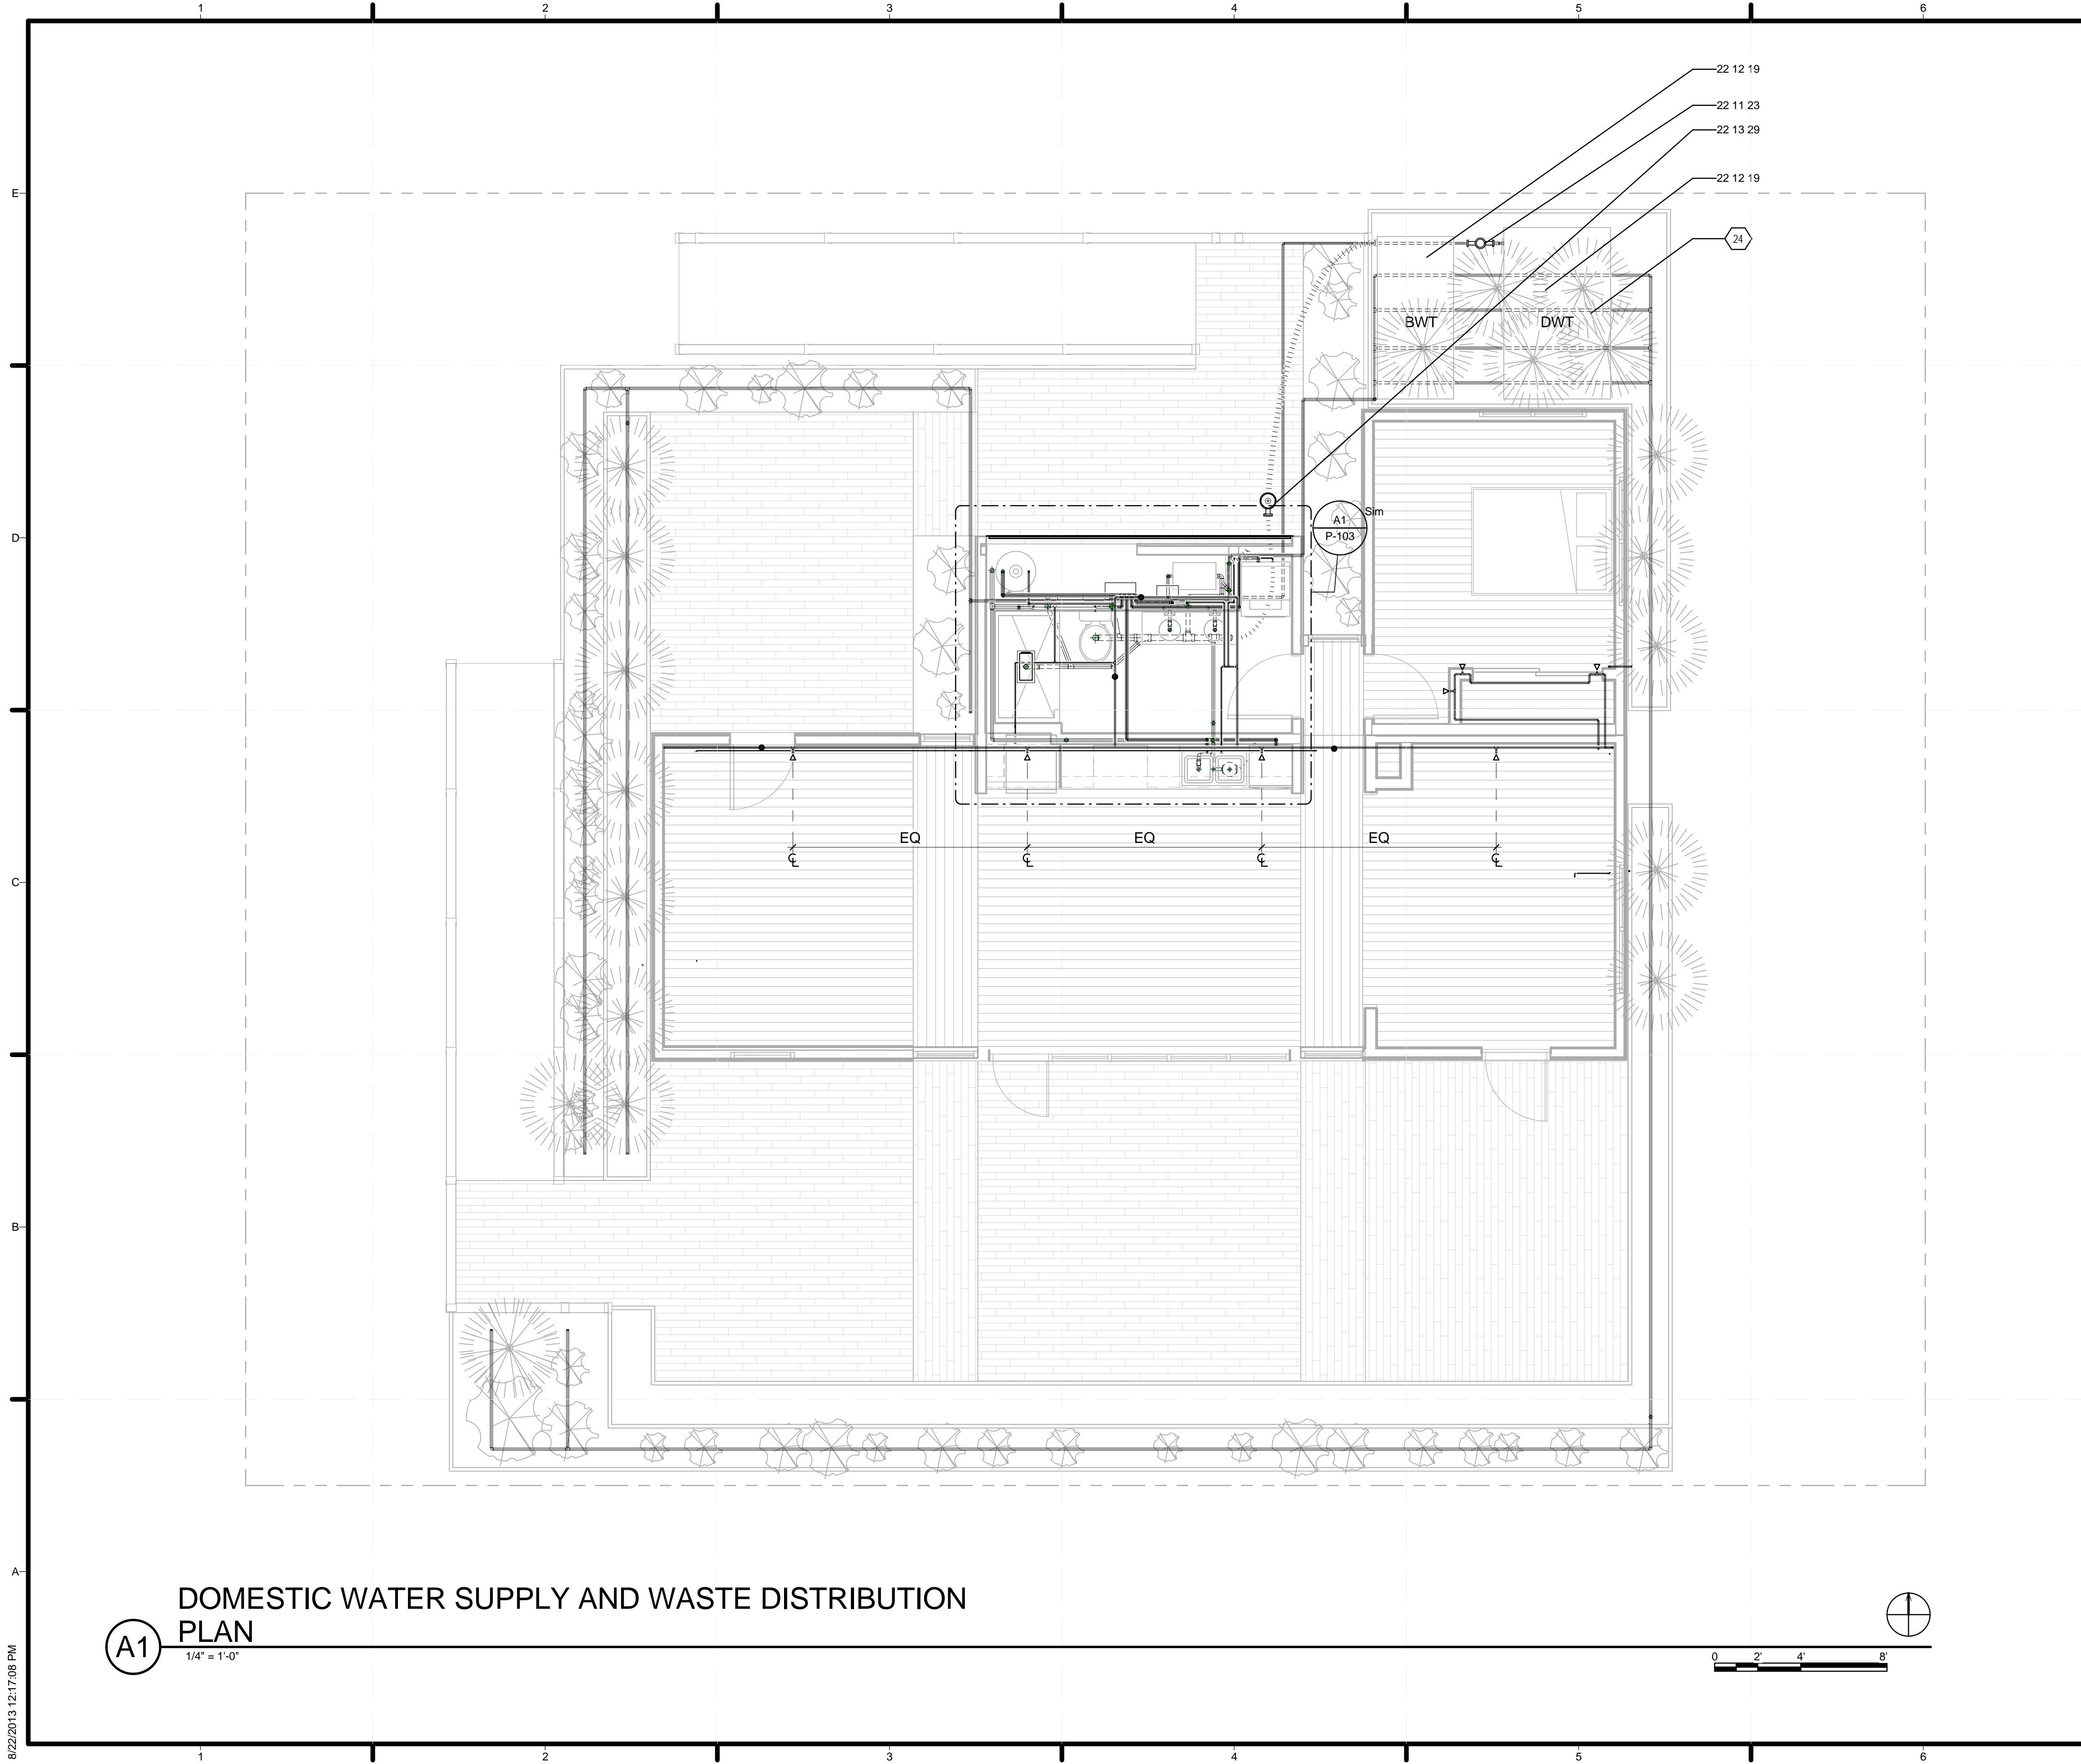 1 2 3 4 5 6
22 12 19
22 11 23
22 13 29
22 12 19
E
24
BWT DWT
A1 Sim
P-103
D
EQ EQ EQ
℄ ℄ ℄ ℄
C
B
A
DOMESTIC WATER SUPPLY AND WASTE DISTRIBUTION
PLAN
A1
1/4" = 1'-0"
0 2' 4' 8'
8/22/2013 12:17:08 PM
1 2 3 4 5 6